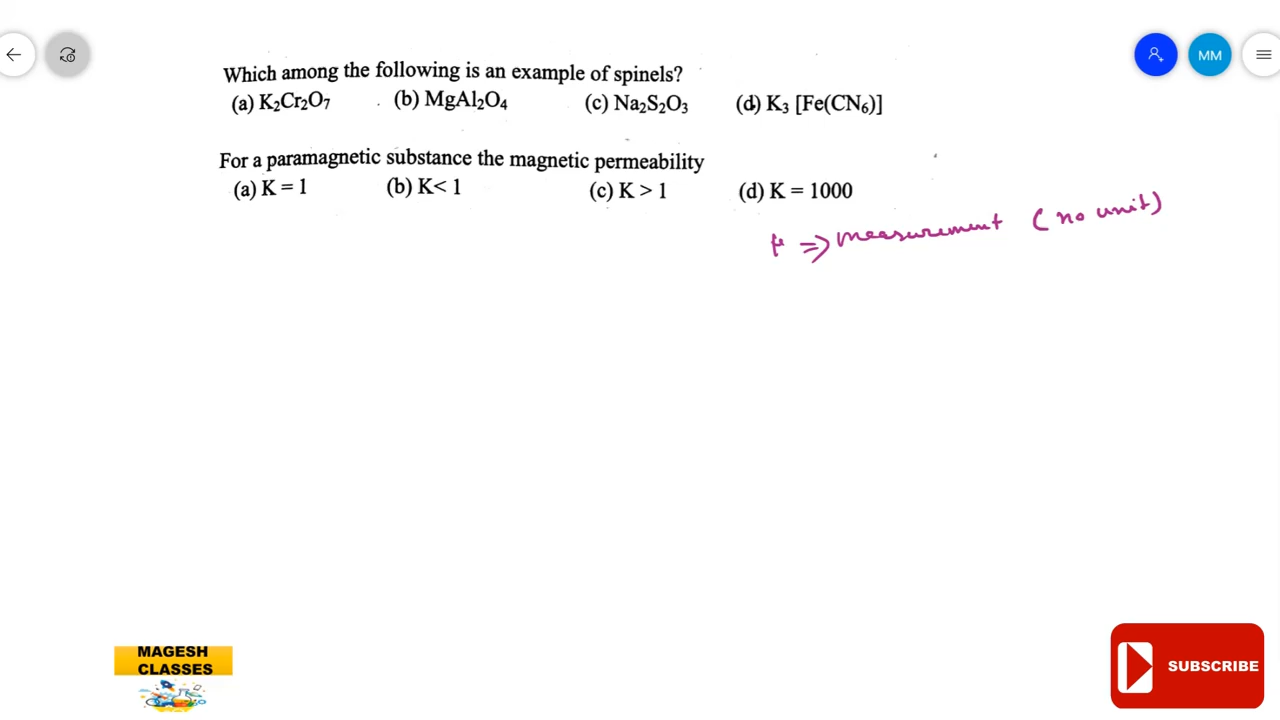 MM
Which among the following is an example of spinels?
(a) K₂Cr₂O₇ (b) MgAl₂O₄ (c) Na₂S₂O₃ (d) K₃ [Fe(CN₆)]
For a paramagnetic substance the magnetic permeability
(a) K = 1 (b) K< 1 (c) K > 1 (d) K = 1000
μ => measurement (no unit)
MAGESH
CLASSES
SUBSCRIBE